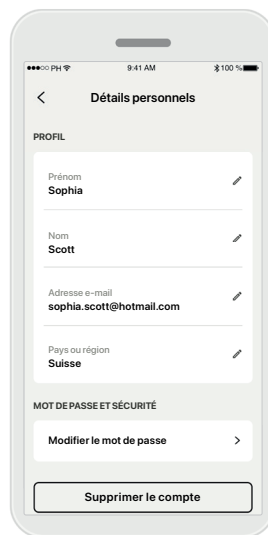 PH 9:41 AM 100 %
Détails personnels
PROFIL
Prénom
Sophia
Nom
Scott
Adresse e-mail
sophia.scott@hotmail.com
Pays ou région
Suisse
MOT DE PASSE ET SÉCURITÉ
Modifier le mot de passe
Supprimer le compte